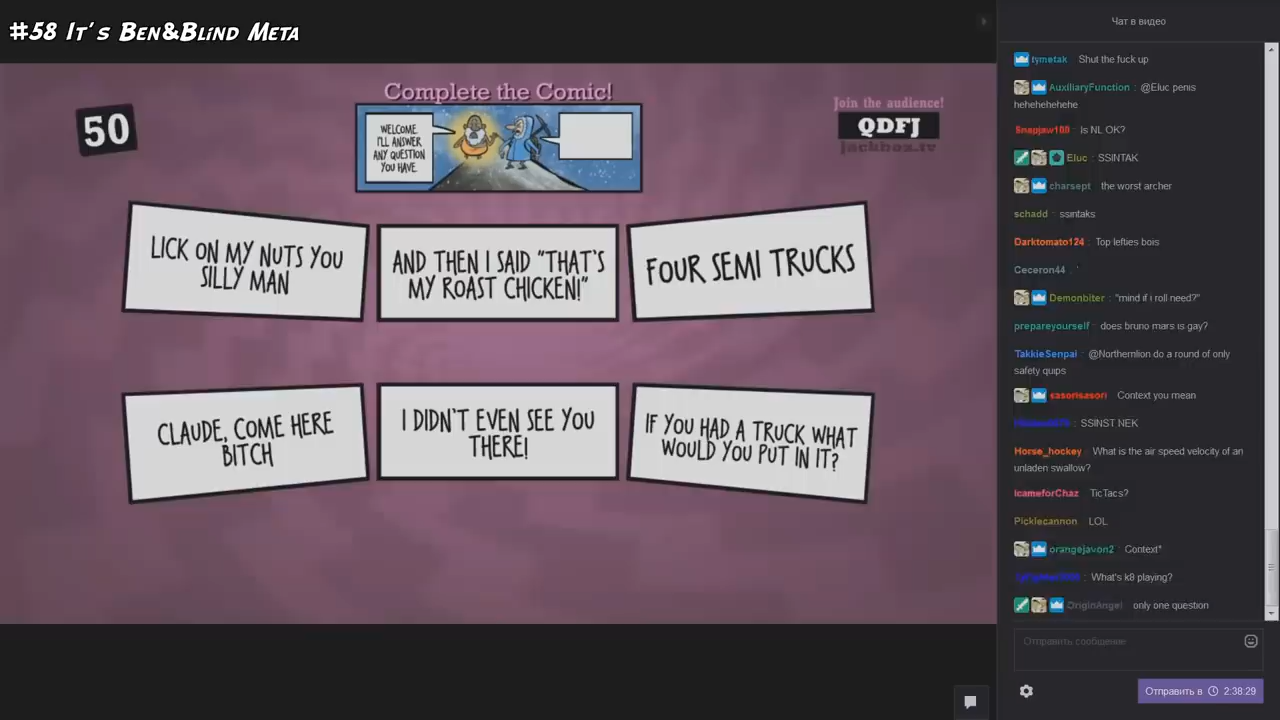 #58 It's Ben&Blind Meta
Чат в видео
50
Complete the Comic!
WELCOME.
I'LL ANSWER
ANY QUESTION
YOU HAVE.
Join the audience!
QDFJ
jackbox.tv
LICK ON MY NUTS YOU
SILLY MAN
AND THEN I SAID "THAT'S
MY ROAST CHICKEN!"
FOUR SEMI TRUCKS
CLAUDE, COME HERE
BITCH
I DIDN'T EVEN SEE YOU
THERE!
IF YOU HAD A TRUCK WHAT
WOULD YOU PUT IN IT?
tymetak Shut the fuck up
AuxiliaryFunction : @Eluc penis
hehehehehehe
Snapjaw100 : Is NL OK?
Eluc : SSINTAK
charsept : the worst archer
schadd : ssintaks
Darktomato124 : Top lefties bois
Ceceron44 : '
Demonbiter : "mind if i roll need?"
prepareyourself : does bruno mars is gay?
TakkieSenpai : @Northernlion do a round of only
safety quips
sasorisasori : Context you mean
SSINST NEK
Horse_hockey : What is the air speed velocity of an
unladen swallow?
icameforChaz : TicTacs?
Picklecannon : LOL
orangejavon2 : Context*
What's k8 playing?
OriginAngel only one question
Отправить сообщение
Отправить в 2:38:29